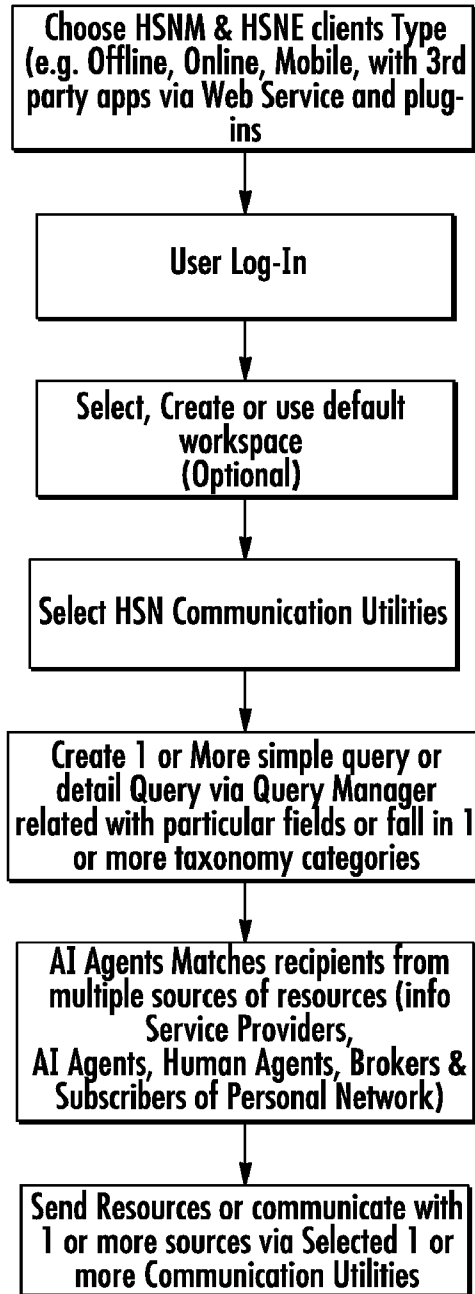 Choose HSNM & HSNE clients Type
(e.g. Offline, Online, Mobile, with 3rd
party apps via Web Service and plug-
ins
User Log-In
Select, Create or use default
workspace
(Optional)
Select HSN Communication Utilities
Create 1 or More simple query or
detail Query via Query Manager
related with particular fields or fall in 1
or more taxonomy categories
AI Agents Matches recipients from
multiple sources of resources (info
Service Providers,
AI Agents, Human Agents, Brokers &
Subscribers of Personal Network)
Send Resources or communicate with
1 or more sources via Selected 1 or
more Communication Utilities